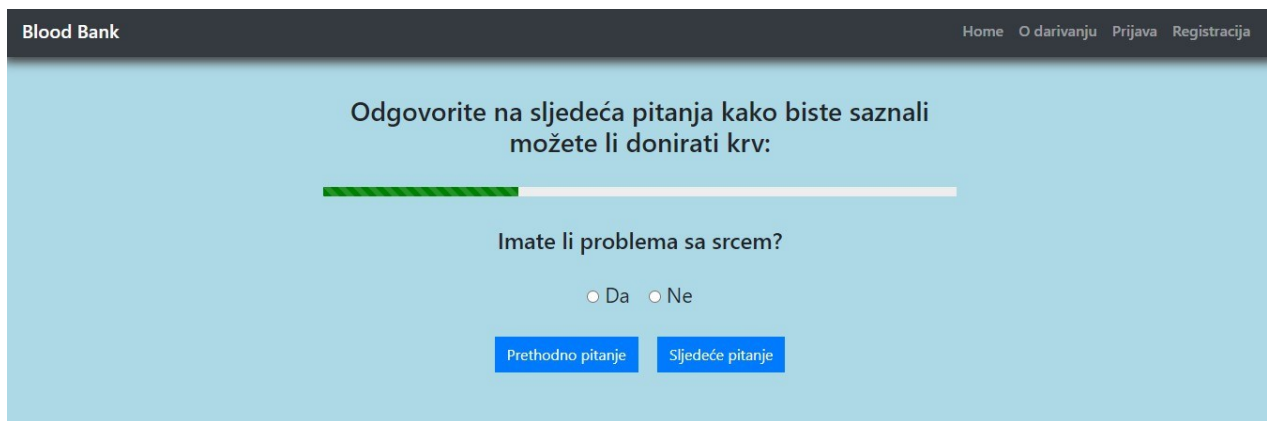 Blood Bank
Home O darivanju Prijava Registracija
Odgovorite na sljedeća pitanja kako biste saznali
možete li donirati krv:
Imate li problema sa srcem?
Da Ne
Prethodno pitanje Sljedeće pitanje